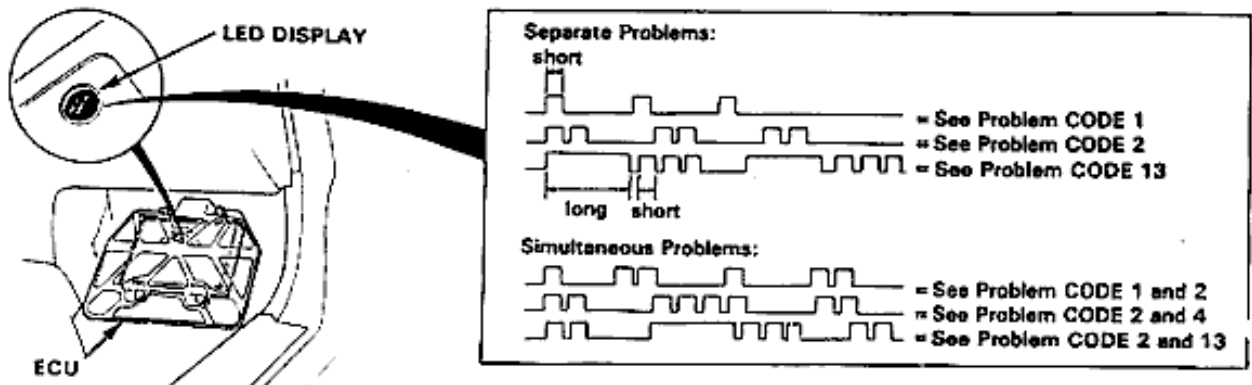 LED DISPLAY
ECU
Separate Problems:
short
= See Problem CODE 1
= See Problem CODE 2
= See Problem CODE 13
long short
Simultaneous Problems:
= See Problem CODE 1 and 2
= See Problem CODE 2 and 4
= See Problem CODE 2 and 13